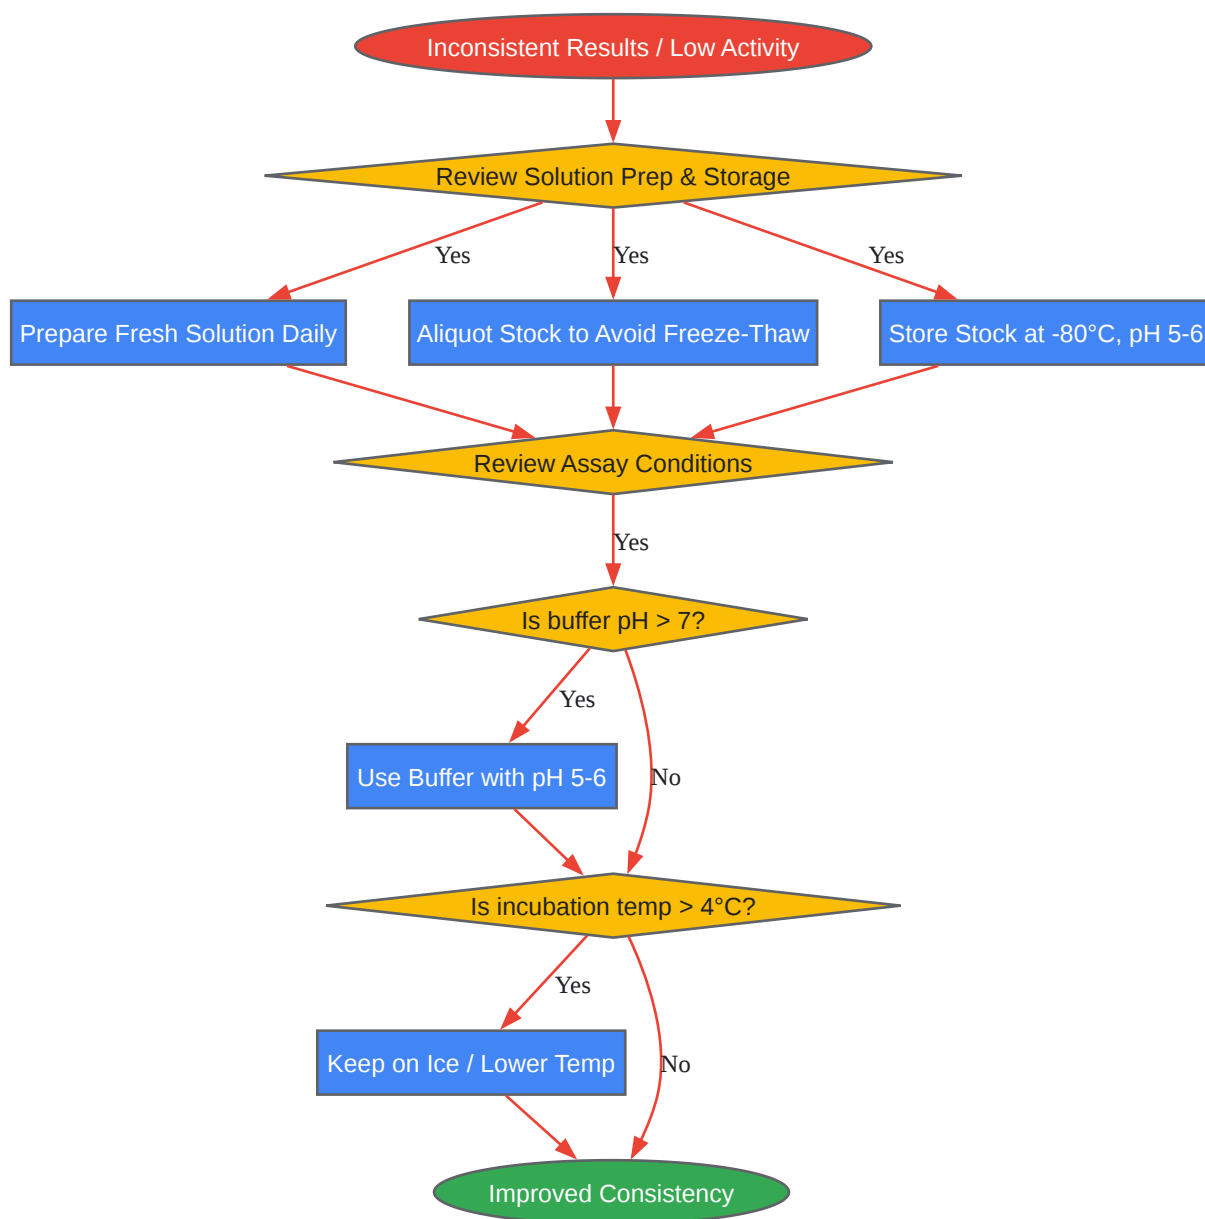 Inconsistent Results / Low Activity
Review Solution Prep & Storage
Yes
Yes
Yes
Prepare Fresh Solution Daily
Aliquot Stock to Avoid Freeze-Thaw
Store Stock at -80°C, pH 5-6
Review Assay Conditions
Yes
Is buffer pH > 7?
Yes
Use Buffer with pH 5-6
No
Is incubation temp > 4°C?
Yes
Keep on Ice / Lower Temp
No
Improved Consistency